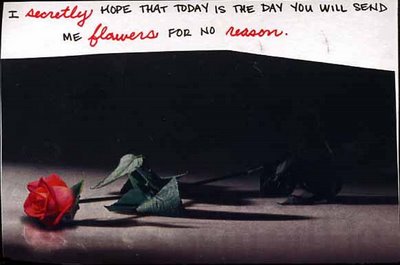 I secretly HOPE THAT TODAY IS THE DAY YOU WILL SEND
ME flowers FOR NO reason.